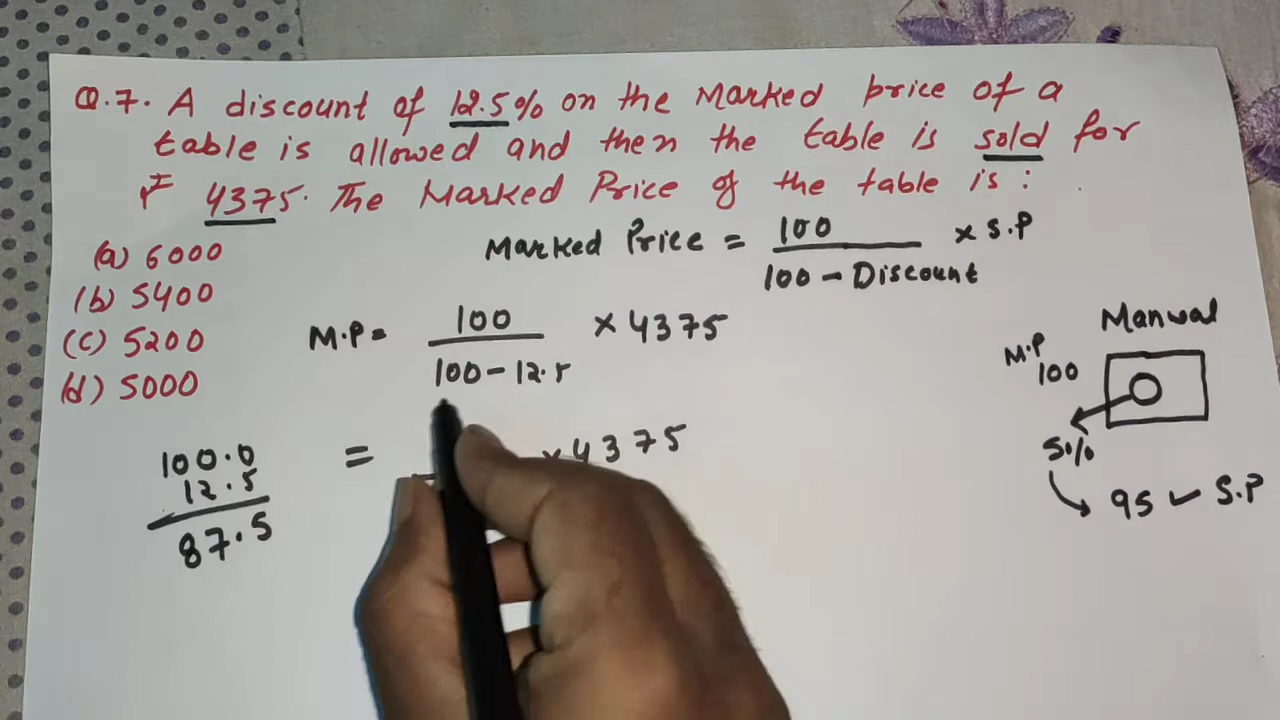 Q.7. A discount of 12.5% on the Marked price of a
table is allowed and then the table is sold for
₹ 4375. The Marked Price of the table is :
(a) 6000
(b) 5400
(c) 5200
(d) 5000
Marked Price = 100 / 100 - Discount × S.P
M.P = 100 / 100 - 12.5 × 4375
100.0
12.5
87.5
= × 4375
Manual
M.P
100
5%
95 ✓ S.P